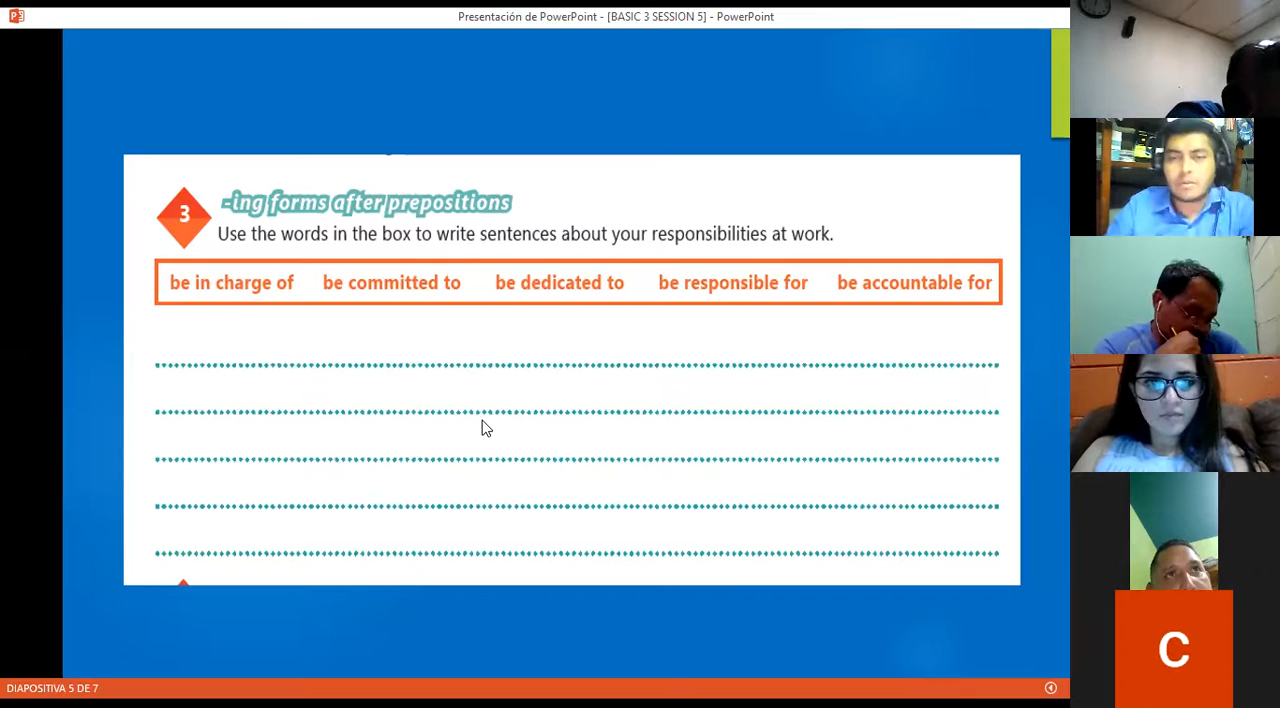 Presentación de PowerPoint - [BASIC 3 SESSION 5] - PowerPoint
3
-ing forms after prepositions
Use the words in the box to write sentences about your responsibilities at work.
be in charge of be committed to be dedicated to be responsible for be accountable for
C
DIAPOSITIVA 5 DE 7